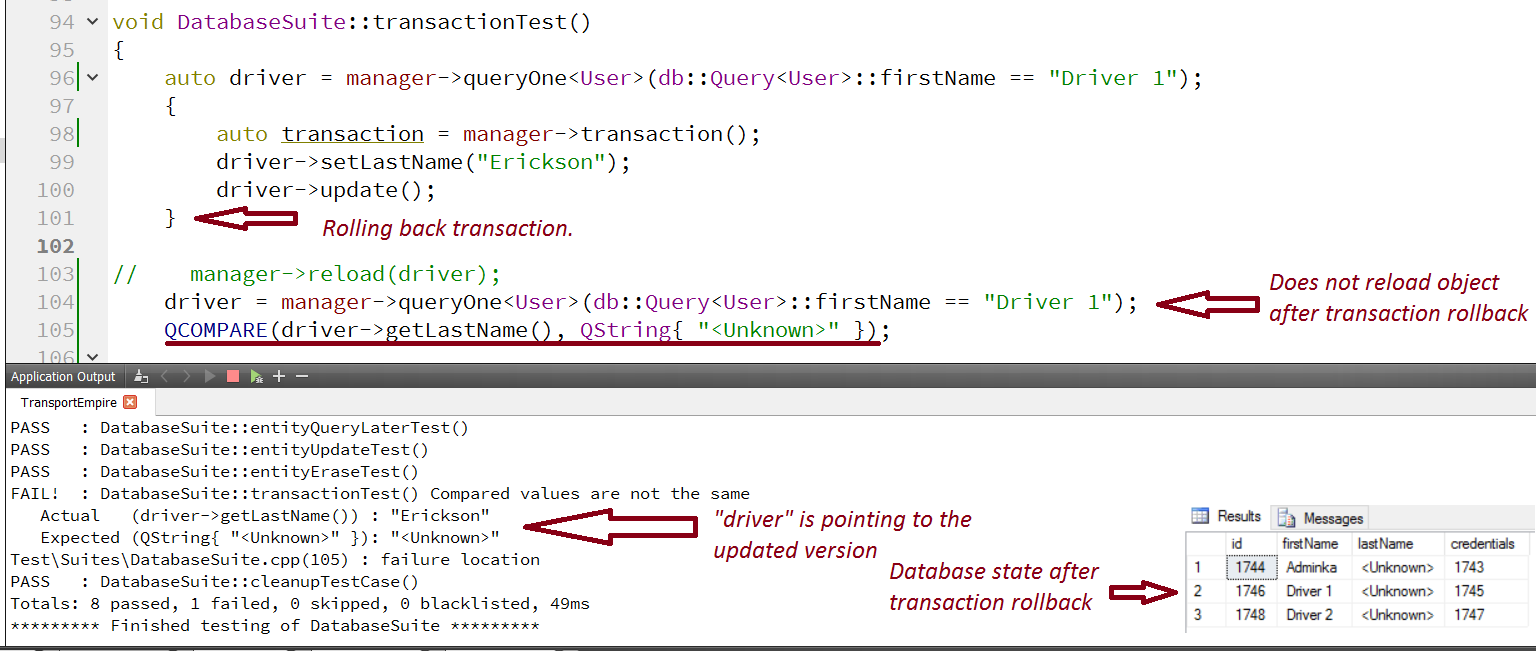 94 void DatabaseSuite::transactionTest()
95 {
96 auto driver = manager->queryOne<User>(db::Query<User>::firstName == "Driver 1");
97 {
98 auto transaction = manager->transaction();
99 driver->setLastName("Erickson");
100 driver->update();
101 }
Rolling back transaction.
102
103 // manager->reload(driver);
104 driver = manager->queryOne<User>(db::Query<User>::firstName == "Driver 1");
105 QCOMPARE(driver->getLastName(), QString{ "<Unknown>" });
106
Does not reload object
after transaction rollback
Application Output
TransportEmpire
PASS : DatabaseSuite::entityQueryLaterTest()
PASS : DatabaseSuite::entityUpdateTest()
PASS : DatabaseSuite::entityEraseTest()
FAIL! : DatabaseSuite::transactionTest() Compared values are not the same
Actual (driver->getLastName()) : "Erickson"
Expected (QString{ "<Unknown>" }): "<Unknown>"
Test\Suites\DatabaseSuite.cpp(105) : failure location
PASS : DatabaseSuite::cleanupTestCase()
Totals: 8 passed, 1 failed, 0 skipped, 0 blacklisted, 49ms
********* Finished testing of DatabaseSuite *********
"driver" is pointing to the
updated version
Database state after
transaction rollback
Results Messages
id firstName lastName credentials
1 1744 Adminka <Unknown> 1743
2 1746 Driver 1 <Unknown> 1745
3 1748 Driver 2 <Unknown> 1747